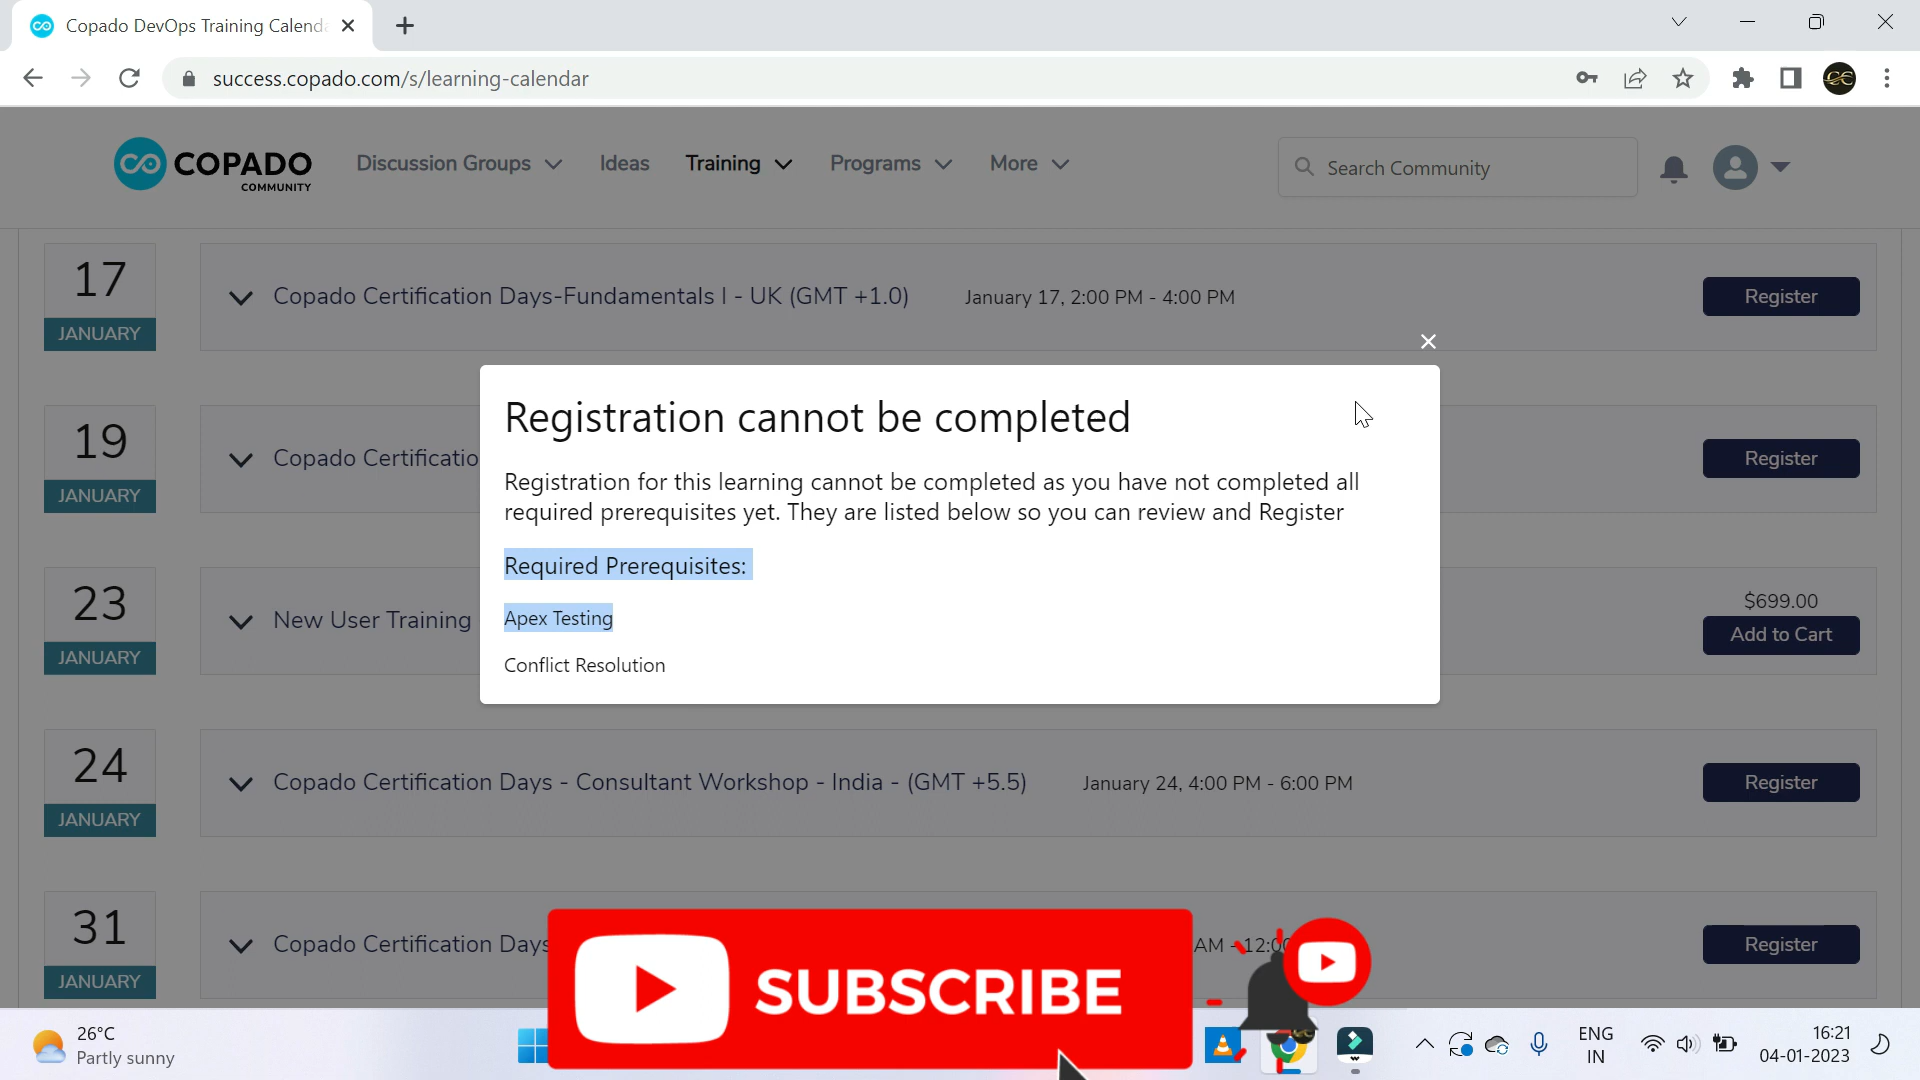 Copado DevOps Training Calend
success.copado.com/s/learning-calendar
COPADO
COMMUNITY
Discussion Groups
Ideas
Training
Programs
More
Search Community
17
JANUARY
Copado Certification Days-Fundamentals I - UK (GMT +1.0)
January 17, 2:00 PM - 4:00 PM
Register
19
JANUARY
Copado Certificatio
Register
Registration cannot be completed
Registration for this learning cannot be completed as you have not completed all
required prerequisites yet. They are listed below so you can review and Register
Required Prerequisites:
Apex Testing
Conflict Resolution
23
JANUARY
New User Training
$699.00
Add to Cart
24
JANUARY
Copado Certification Days - Consultant Workshop - India - (GMT +5.5)
January 24, 4:00 PM - 6:00 PM
Register
31
JANUARY
Copado Certification Days
AM - 12:00
Register
SUBSCRIBE
26°C
Partly sunny
ENG
IN
16:21
04-01-2023